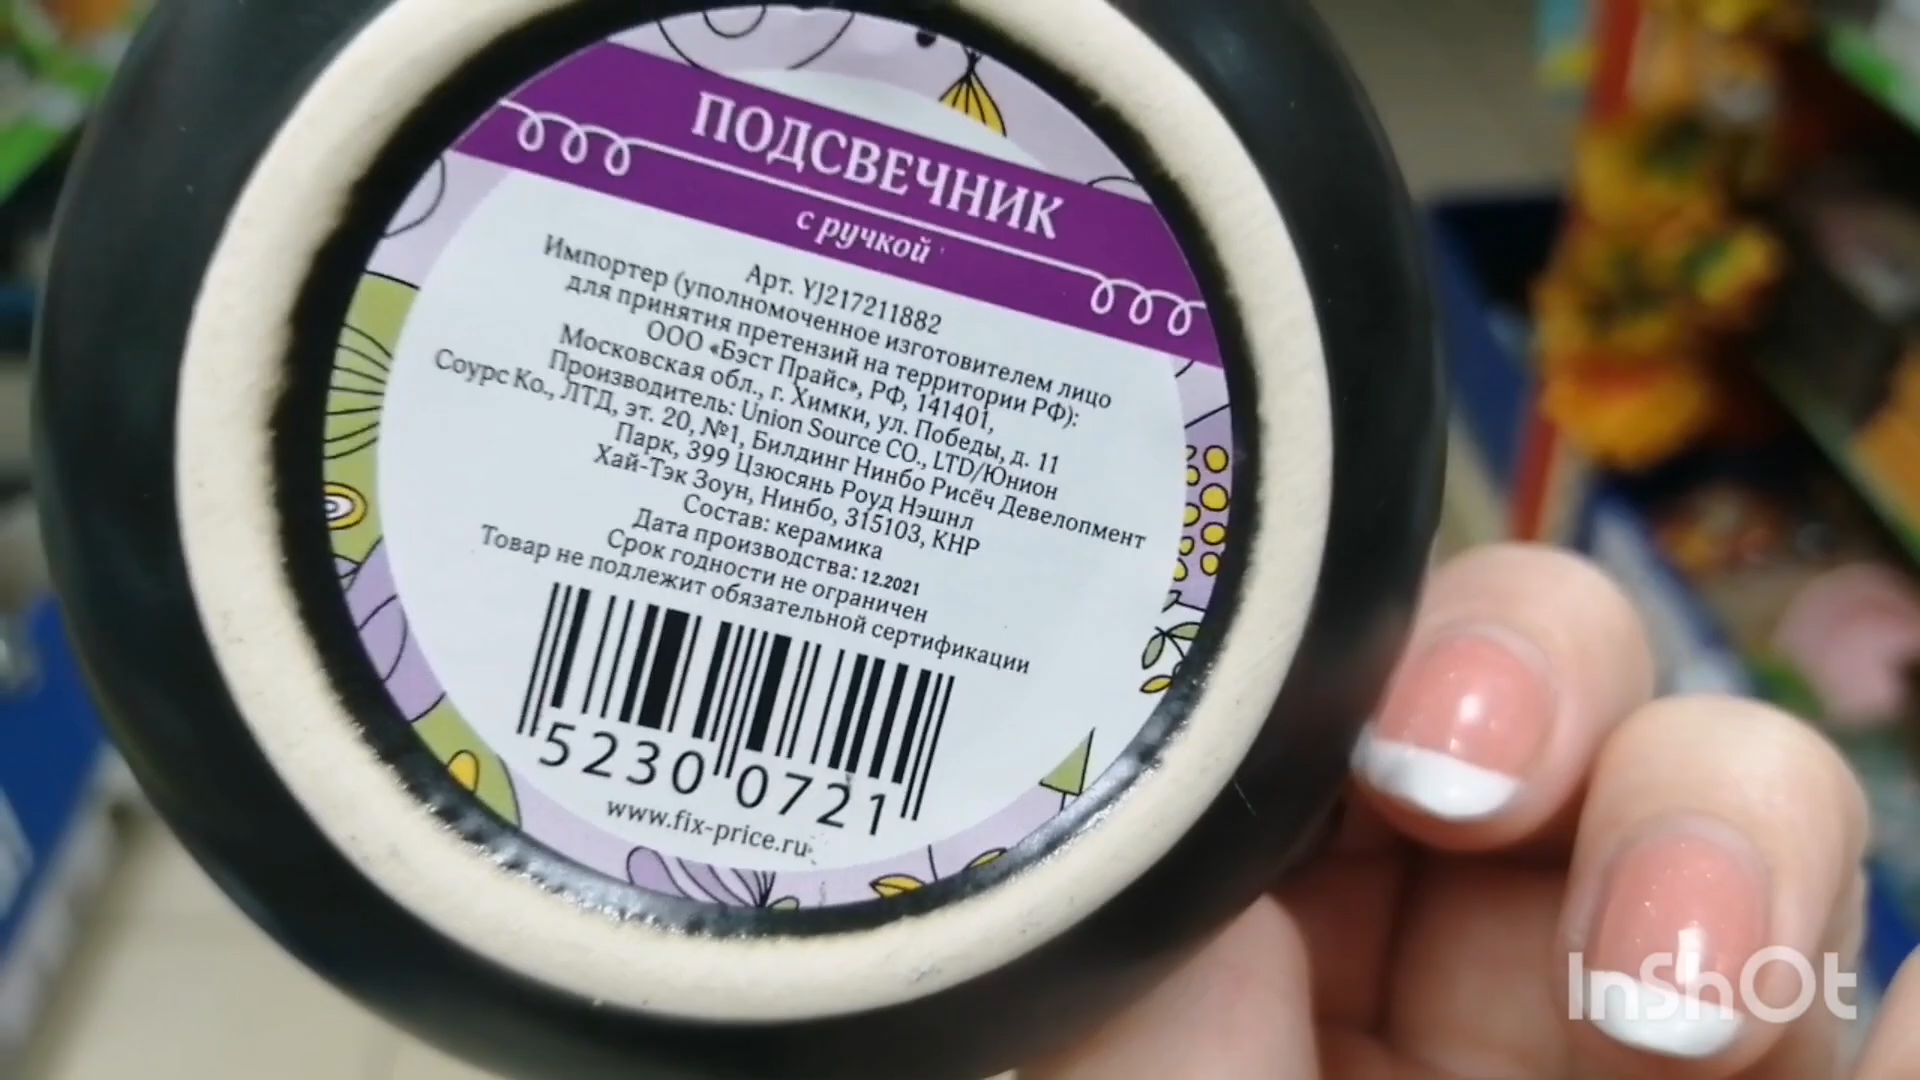 ПОДСВЕЧНИК
с ручкой
Арт. YJ217211882
Импортер (уполномоченное изготовителем лицо
для принятия претензий на территории РФ):
ООО «Бэст Прайс», РФ, 141401,
Московская обл., г. Химки, ул. Победы, д. 11
Производитель: Union Source CO., LTD/Юнион
Соурс Ко., ЛТД, эт. 20, №1, Билдинг Нинбо Рисёч Девелопмент
Парк, 399 Цзюсянь Роуд Нэшнл
Хай-Тэк Зоун, Нинбо, 315103, КНР
Состав: керамика
Дата производства: 12.2021
Срок годности не ограничен
Товар не подлежит обязательной сертификации
5230 0721
www.fix-price.ru
InShOt